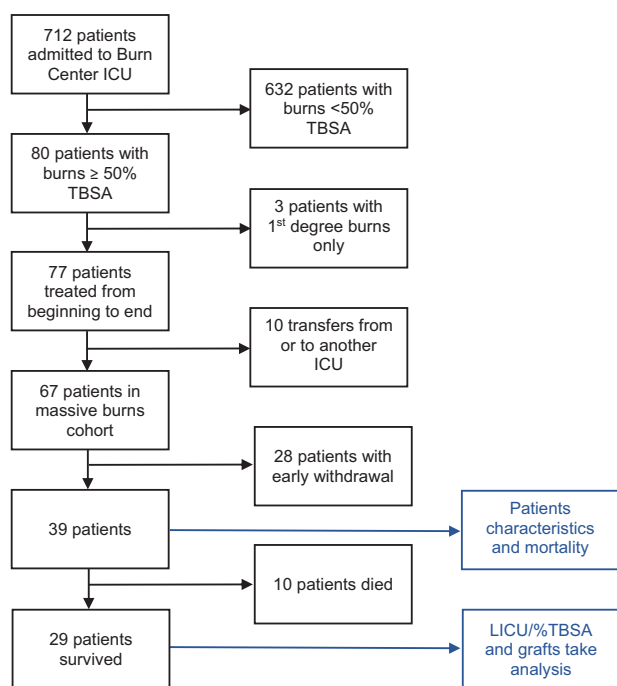 712 patients
admitted to Burn
Center ICU
632 patients with
burns <50%
TBSA
80 patients with
burns ≥ 50%
TBSA
3 patients with
1st degree burns
only
77 patients
treated from
beginning to end
10 transfers from
or to another
ICU
67 patients in
massive burns
cohort
28 patients with
early withdrawal
39 patients
Patients
characteristics
and mortality
10 patients died
29 patients
survived
LICU/%TBSA
and grafts take
analysis